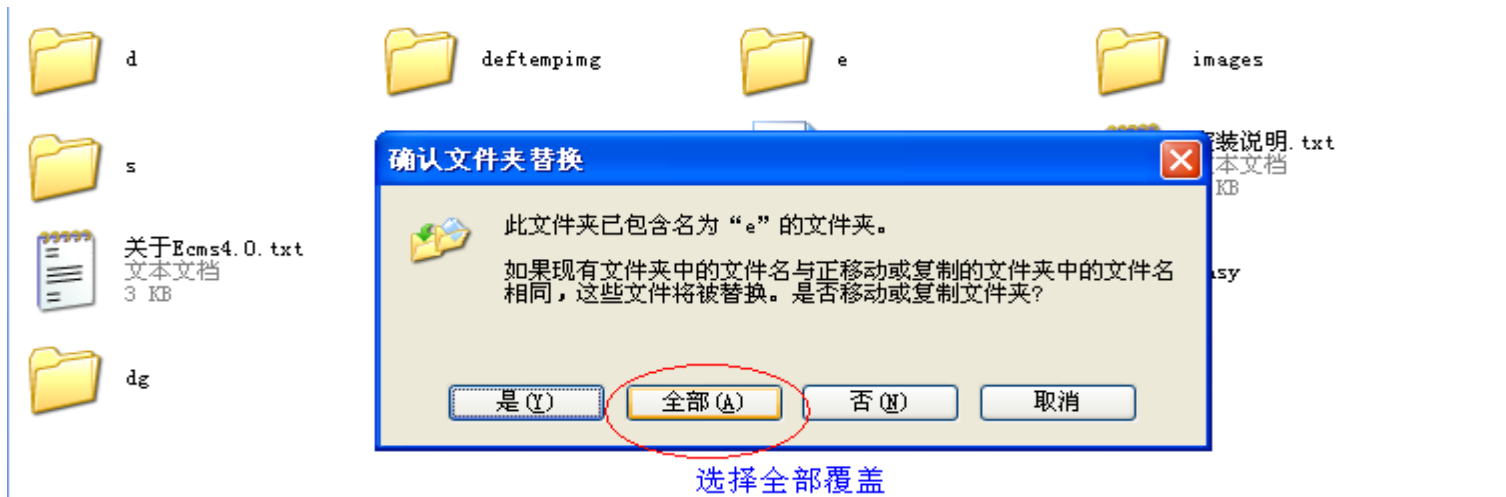 d
deftempimg
e
images
s
装说明.txt
本文档
KB
关于Ecms4.0.txt
文本文档
3 KB
dg
确认文件夹替换
此文件夹已包含名为“e”的文件夹。
如果现有文件夹中的文件名与正移动或复制的文件夹中的文件名
相同，这些文件将被替换。是否移动或复制文件夹?
是(Y)
全部(A)
否(N)
取消
选择全部覆盖